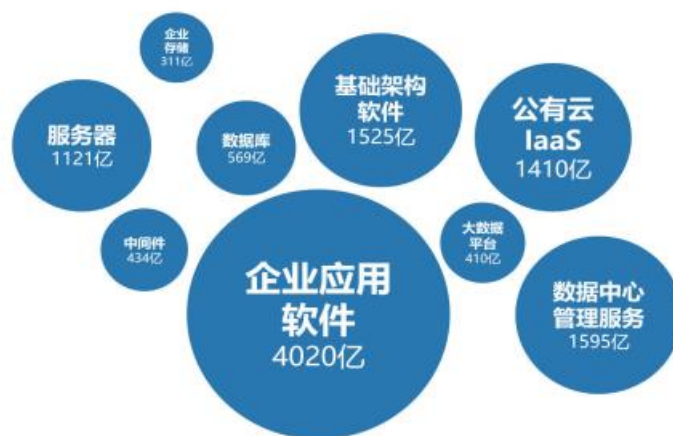 企业
存储
311亿
基础架构
软件
1525亿
公有云
IaaS
1410亿
服务器
1121亿
数据库
569亿
中间件
434亿
大数据
平台
410亿
企业应用
软件
4020亿
数据中心
管理服务
1595亿